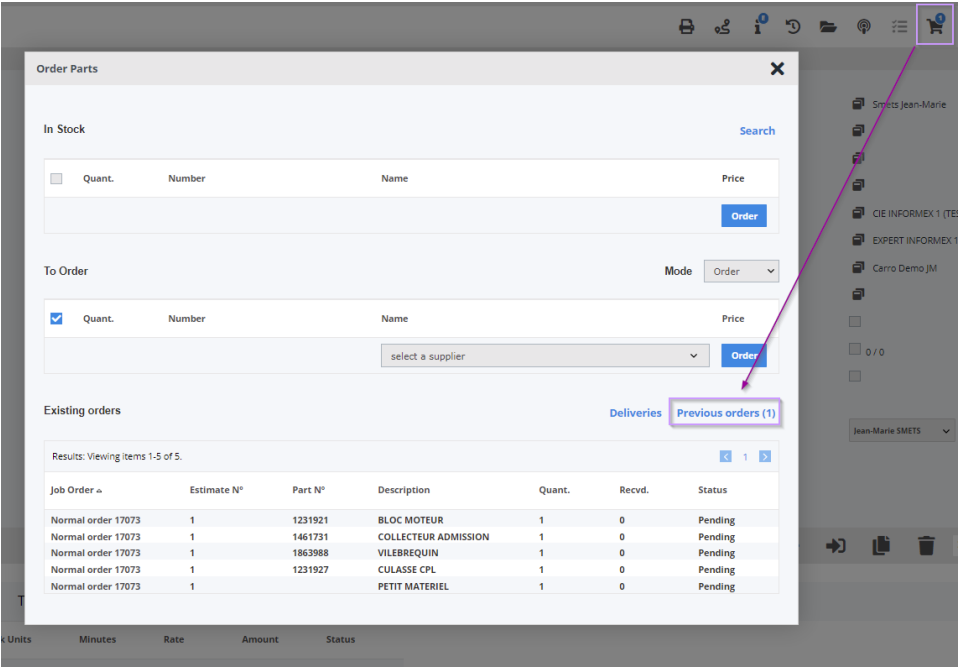 0
1
Order Parts
In Stock
Search
Quant. Number Name Price
Order
To Order
Mode Order
Quant. Number Name Price
select a supplier
Order
Existing orders
Deliveries
Previous orders (1)
Results: Viewing items 1-5 of 5.
1
Job Order Estimate N° Part N° Description Quant. Recvd. Status
Normal order 17073 1 1231921 BLOC MOTEUR 1 0 Pending
Normal order 17073 1 1461731 COLLECTEUR ADMISSION 1 0 Pending
Normal order 17073 1 1863988 VILEBREQUIN 1 0 Pending
Normal order 17073 1 1231927 CULASSE CPL 1 0 Pending
Normal order 17073 1 PETIT MATERIEL 1 0 Pending
Smets Jean-Marie
CIE INFORMEX 1 (TES
EXPERT INFORMEX 1
Carro Demo JM
0 / 0
Jean-Marie SMETS
T
k Units Minutes Rate Amount Status